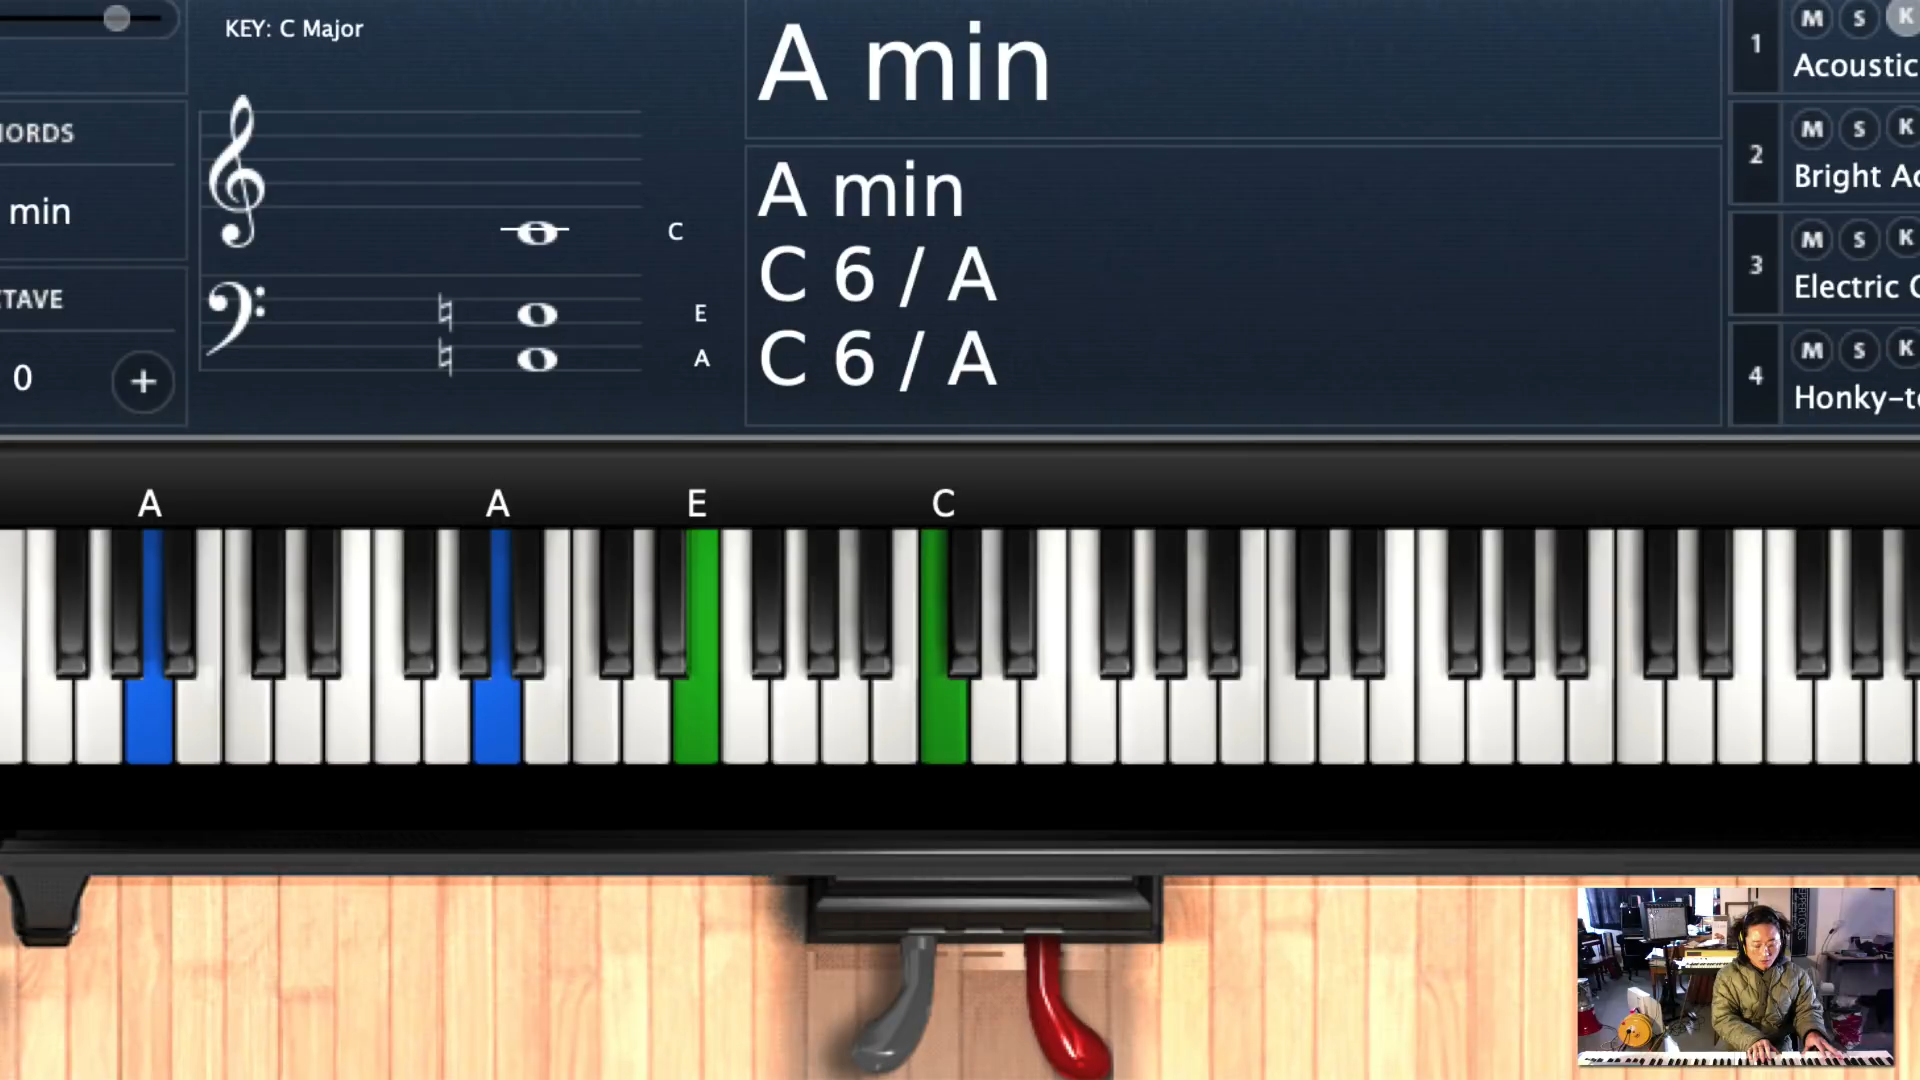 KEY: C Major
A min
1
M S K
Acoustic
HORDS
min
A min
C 6 / A
C 6 / A
2
M S K
Bright Ac
C
TAVE
0
+
E
A
3
M S K
Electric
4
M S K
Honky-to
A A E C